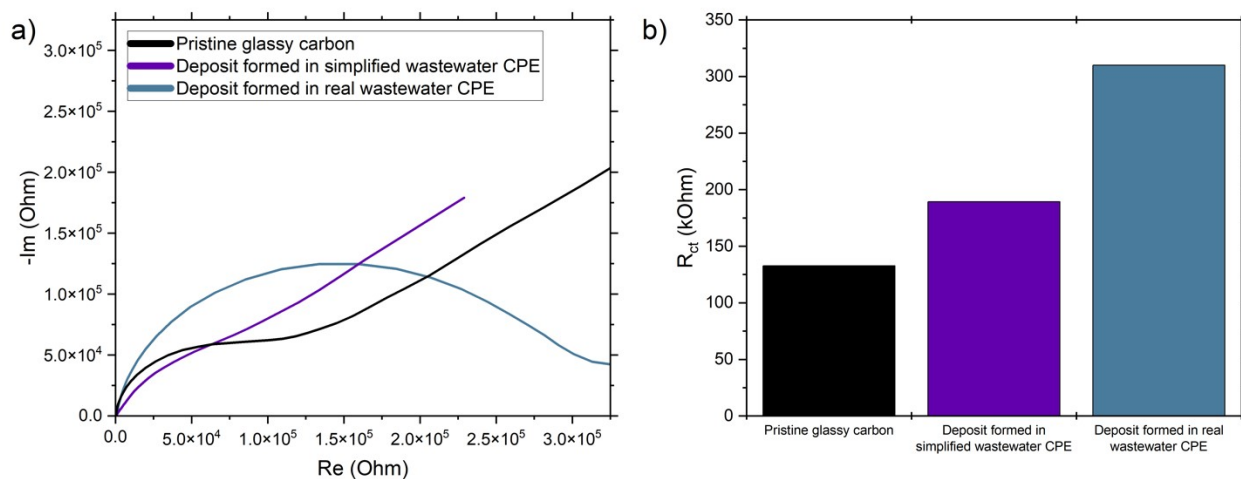 a)
Pristine glassy carbon
Deposit formed in simplified wastewater CPE
Deposit formed in real wastewater CPE
3.0×10⁵
2.5×10⁵
2.0×10⁵
1.5×10⁵
1.0×10⁵
5.0×10⁴
0.0
-Im (Ohm)
0.0 5.0×10⁴ 1.0×10⁵ 1.5×10⁵ 2.0×10⁵ 2.5×10⁵ 3.0×10⁵
Re (Ohm)
b)
350
300
250
200
150
100
50
0
Rct (kOhm)
Pristine glassy carbon
Deposit formed in
simplified wastewater CPE
Deposit formed in real
wastewater CPE